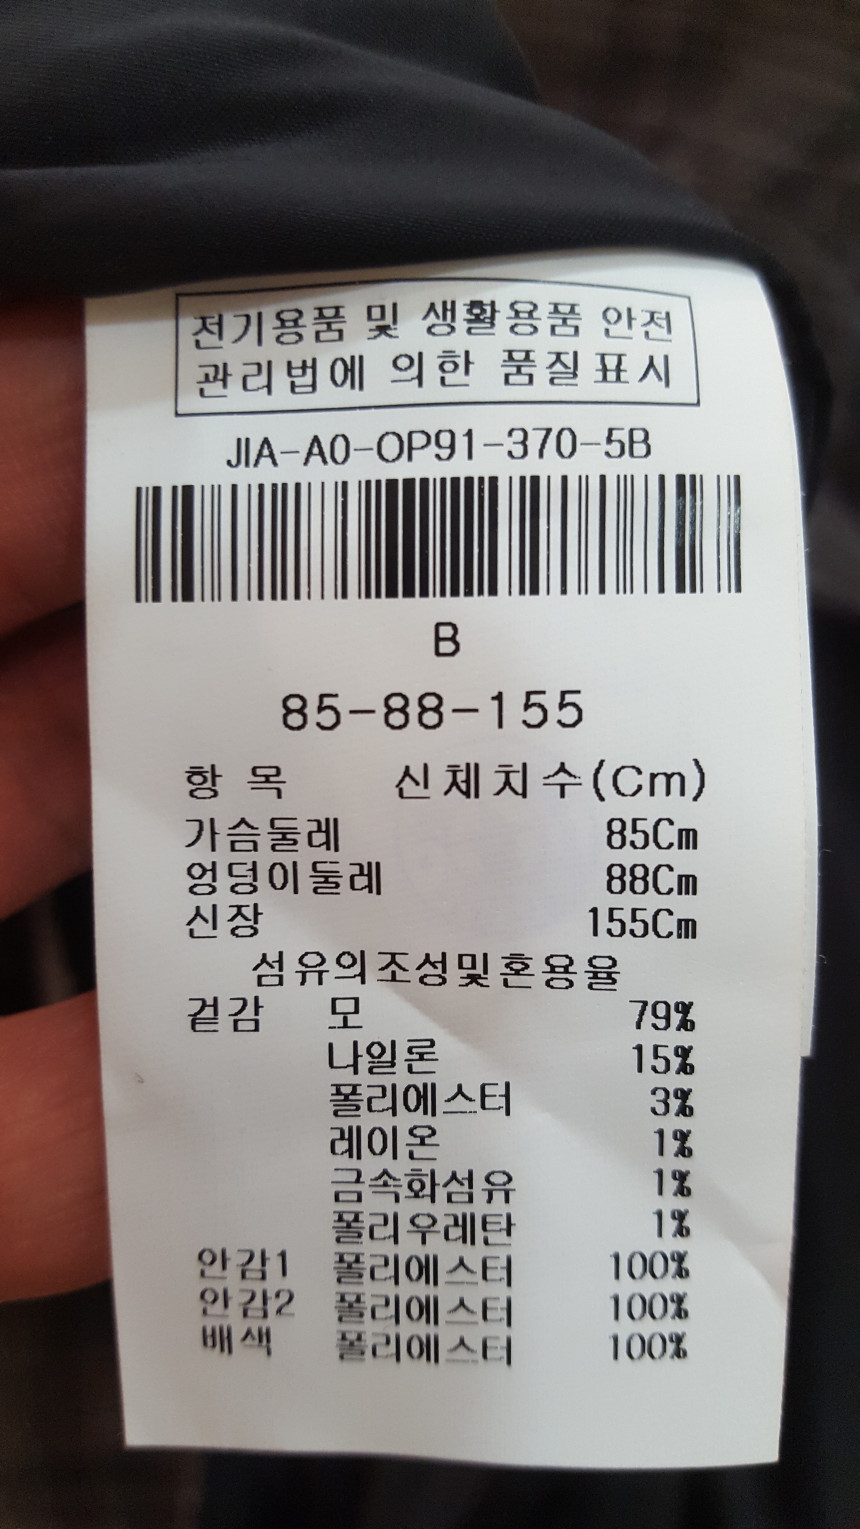 전기용품 및 생활용품 안전
관리법에 의한 품질표시
JIA-A0-OP91-370-5B
B
85-88-155
항 목 신체치수(Cm)
가슴둘레 85Cm
엉덩이둘레 88Cm
신장 155Cm
섬유의조성및혼용율
겉감 모 79%
나일론 15%
폴리에스터 3%
레이온 1%
금속화섬유 1%
폴리우레탄 1%
안감1 폴리에스터 100%
안감2 폴리에스터 100%
배색 폴리에스터 100%